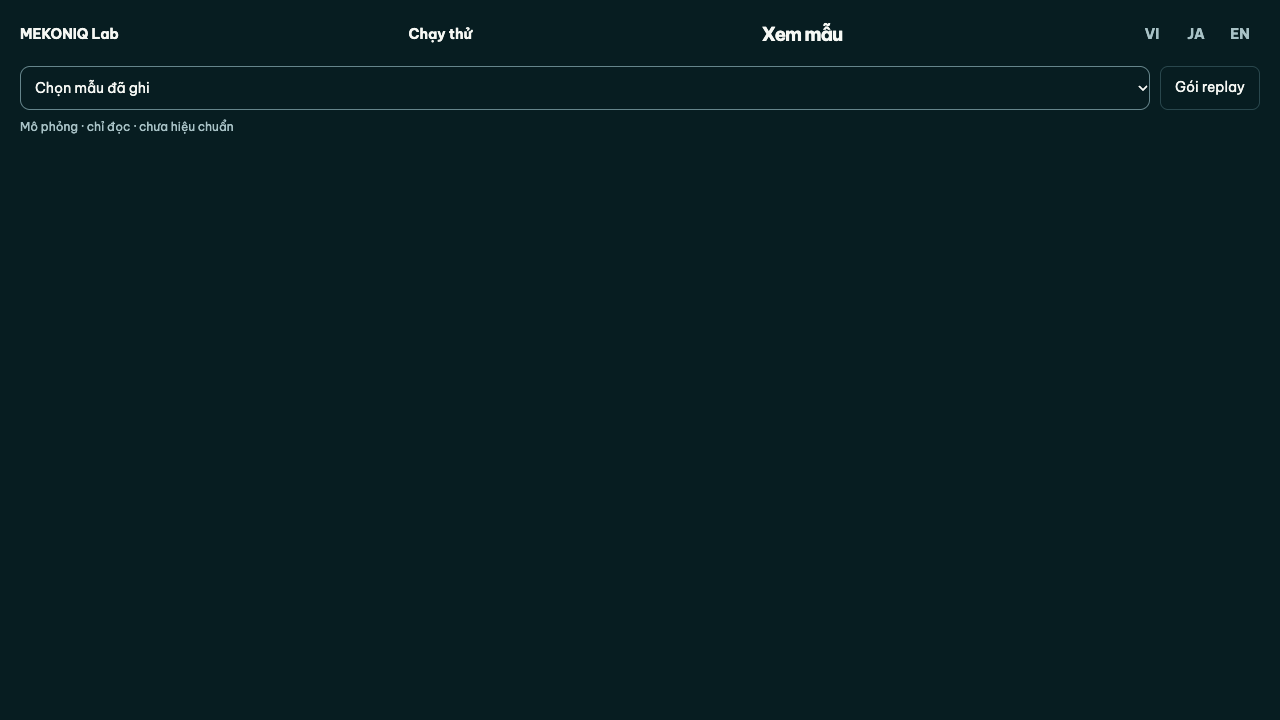 MEKONIQ Lab
Chạy thử
Xem mẫu
VI
JA
EN
Chọn mẫu đã ghi
Gói replay
Mô phỏng · chỉ đọc · chưa hiệu chuẩn